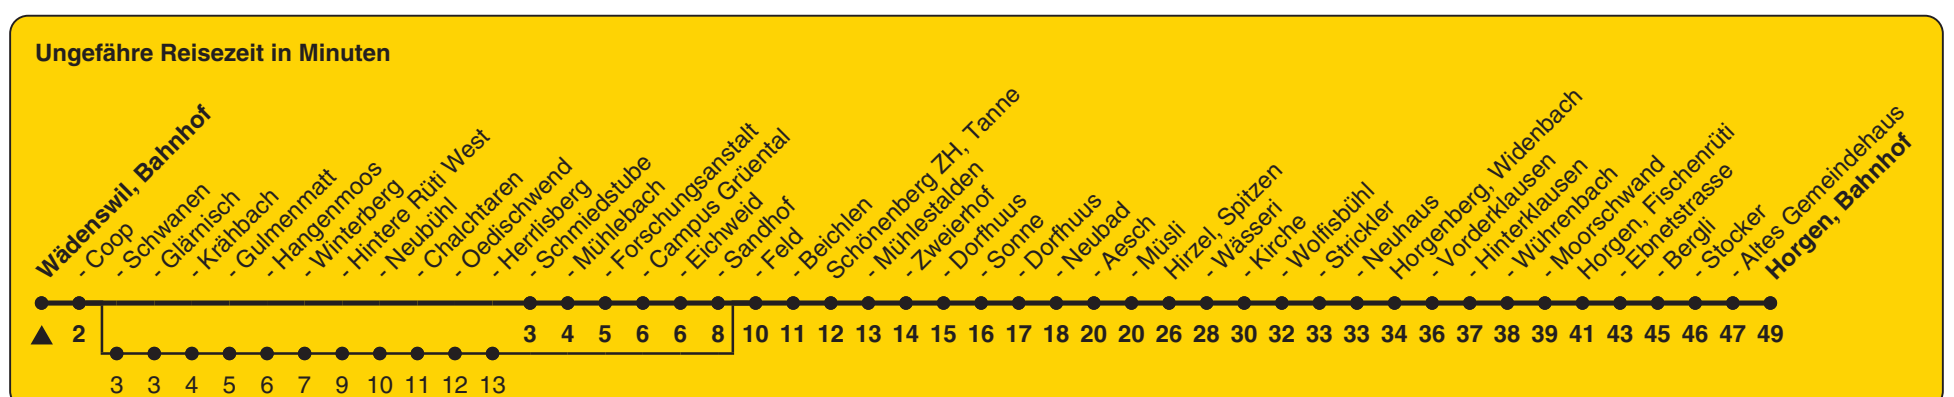 Ungefähre Reisezeit in Minuten
Wädenswil, Bahnhof
- Coop
- Schwanen
- Glärnisch
- Krähbach
- Gulmenmatt
- Hangenmoos
- Winterberg
- Hintere Rüti West
- Neubühl
- Chalchtaren
- Oedischwend
- Herrlisberg
- Schmiedstube
- Mühlebach
- Forschungsanstalt
- Campus Grüental
- Eichweid
- Sandhof
- Feld
- Beichlen
Schönenberg ZH, Tanne
- Mühlestalden
- Zweierhof
- Dorfhuus
- Sonne
- Dorfhuus
- Neubad
- Aesch
- Müsli
Hirzel, Spitzen
- Wässeri
- Kirche
- Wolfisbühl
- Strickler
- Neuhaus
Horgenberg, Widenbach
- Vorderklausen
- Hinterklausen
- Wührenbach
- Moorschwand
Horgen, Fischenrüti
- Ebnetstrasse
- Bergli
- Stocker
- Altes Gemeindehaus
Horgen, Bahnhof
2 3 4 5 6 6 8 10 11 12 13 14 15 16 17 18 20 20 26 28 30 32 33 33 34 36 37 38 39 41 43 45 46 47 49
3 3 4 5 6 7 9 10 11 12 13